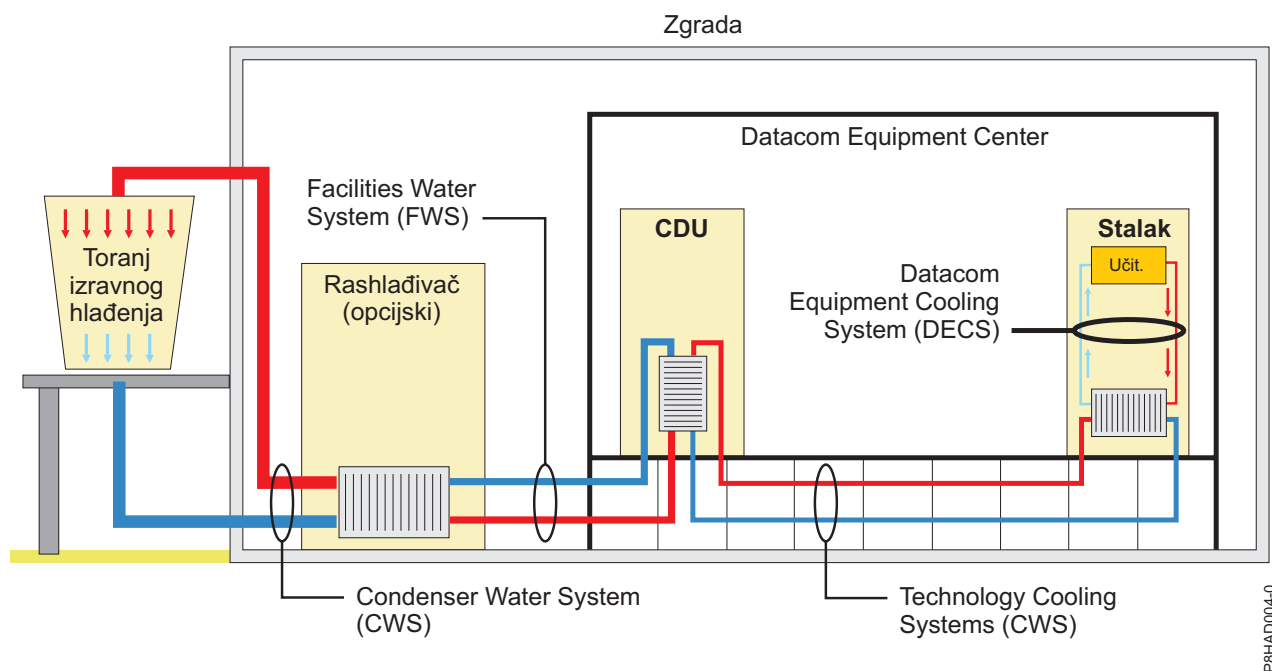 Zgrada
Datacom Equipment Center
Facilities Water
System (FWS)
CDU
Stalak
Učit.
Toranj
izravnog
hlađenja
Rashlađivač
(opcijski)
Datacom
Equipment Cooling
System (DECS)
Condenser Water System
(CWS)
Technology Cooling
Systems (CWS)
P8HAD004-0